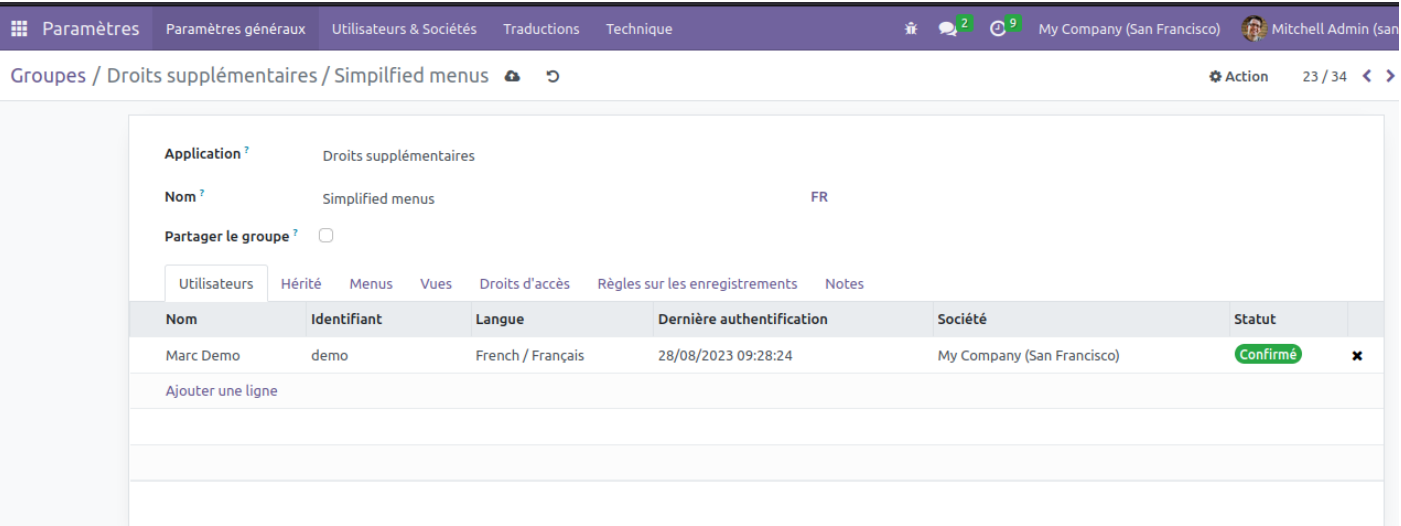 Paramètres Paramètres généraux Utilisateurs & Sociétés Traductions Technique 2 9 My Company (San Francisco) Mitchell Admin (san
Groupes / Droits supplémentaires / Simpilfied menus Action 23 / 34
Application ? Droits supplémentaires
Nom ? Simplified menus FR
Partager le groupe ?
Utilisateurs Hérité Menus Vues Droits d'accès Règles sur les enregistrements Notes
Nom Identifiant Langue Dernière authentification Société Statut
Marc Demo demo French / Français 28/08/2023 09:28:24 My Company (San Francisco) Confirmé
Ajouter une ligne